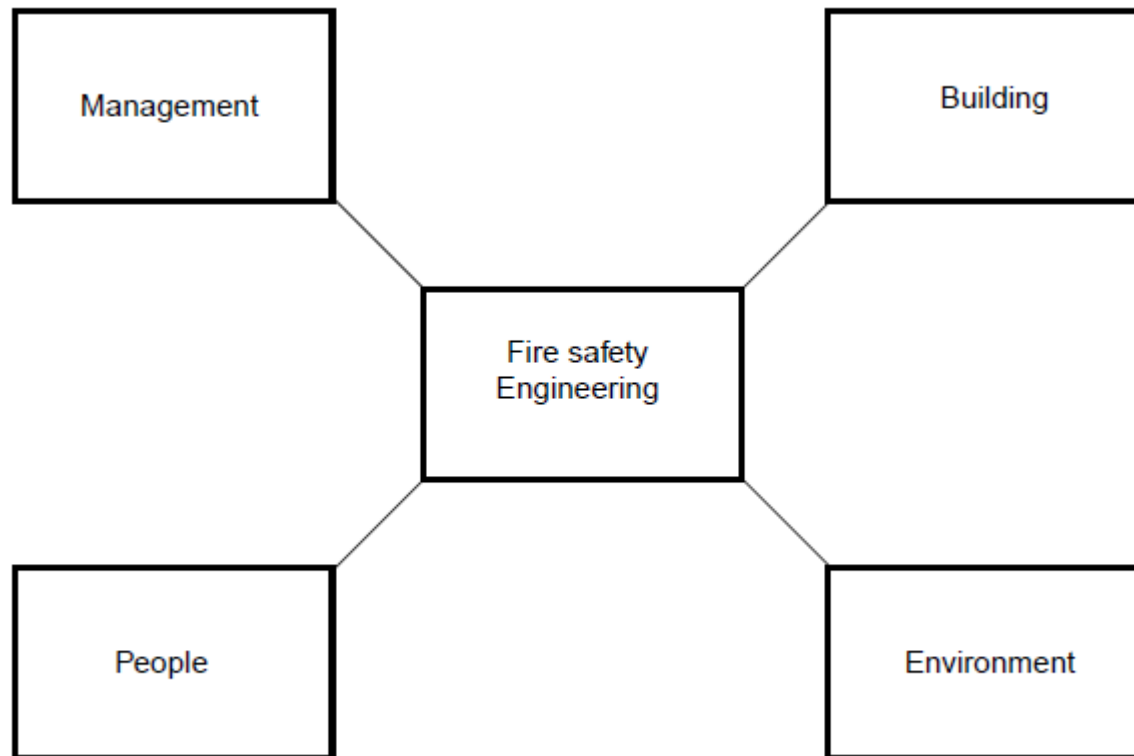 Management
Building
Fire safety
Engineering
People
Environment